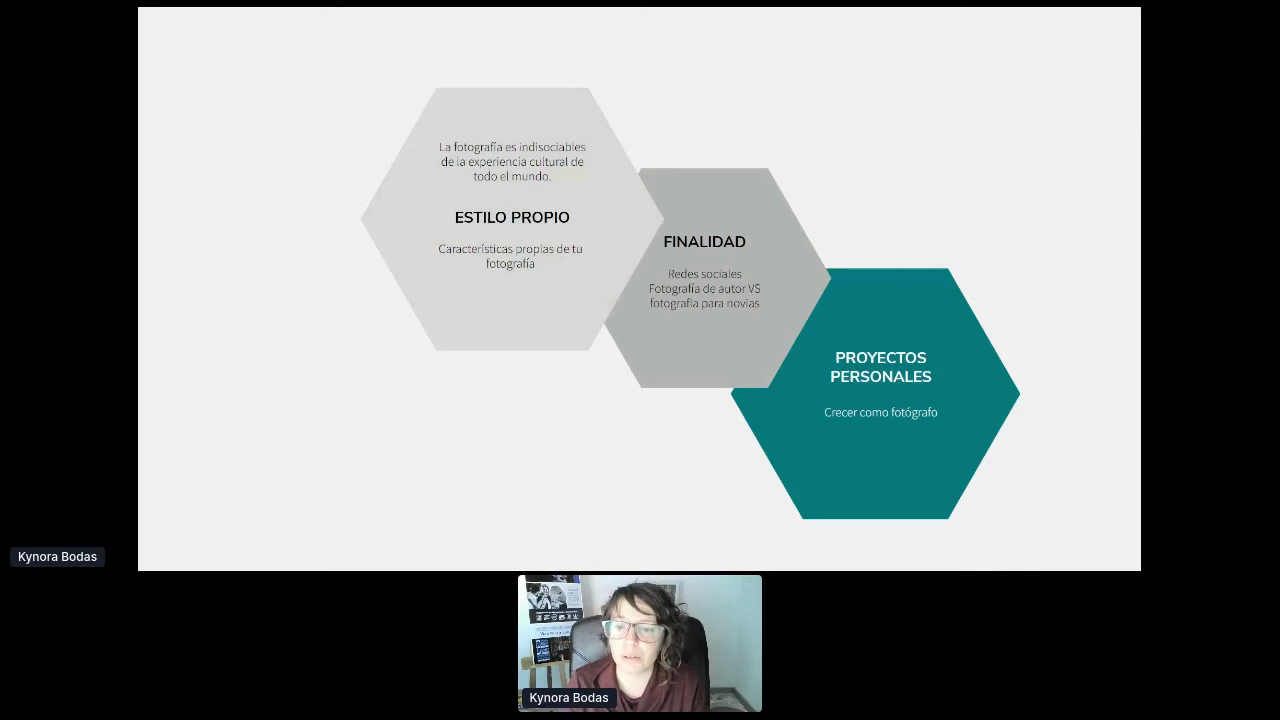 La fotografía es indisociables
de la experiencia cultural de
todo el mundo.
ESTILO PROPIO
Características propias de tu
fotografía
FINALIDAD
Redes sociales
Fotografía de autor VS
fotografia para novias
PROYECTOS
PERSONALES
Crecer como fotógrafo
Kynora Bodas
Kynora Bodas